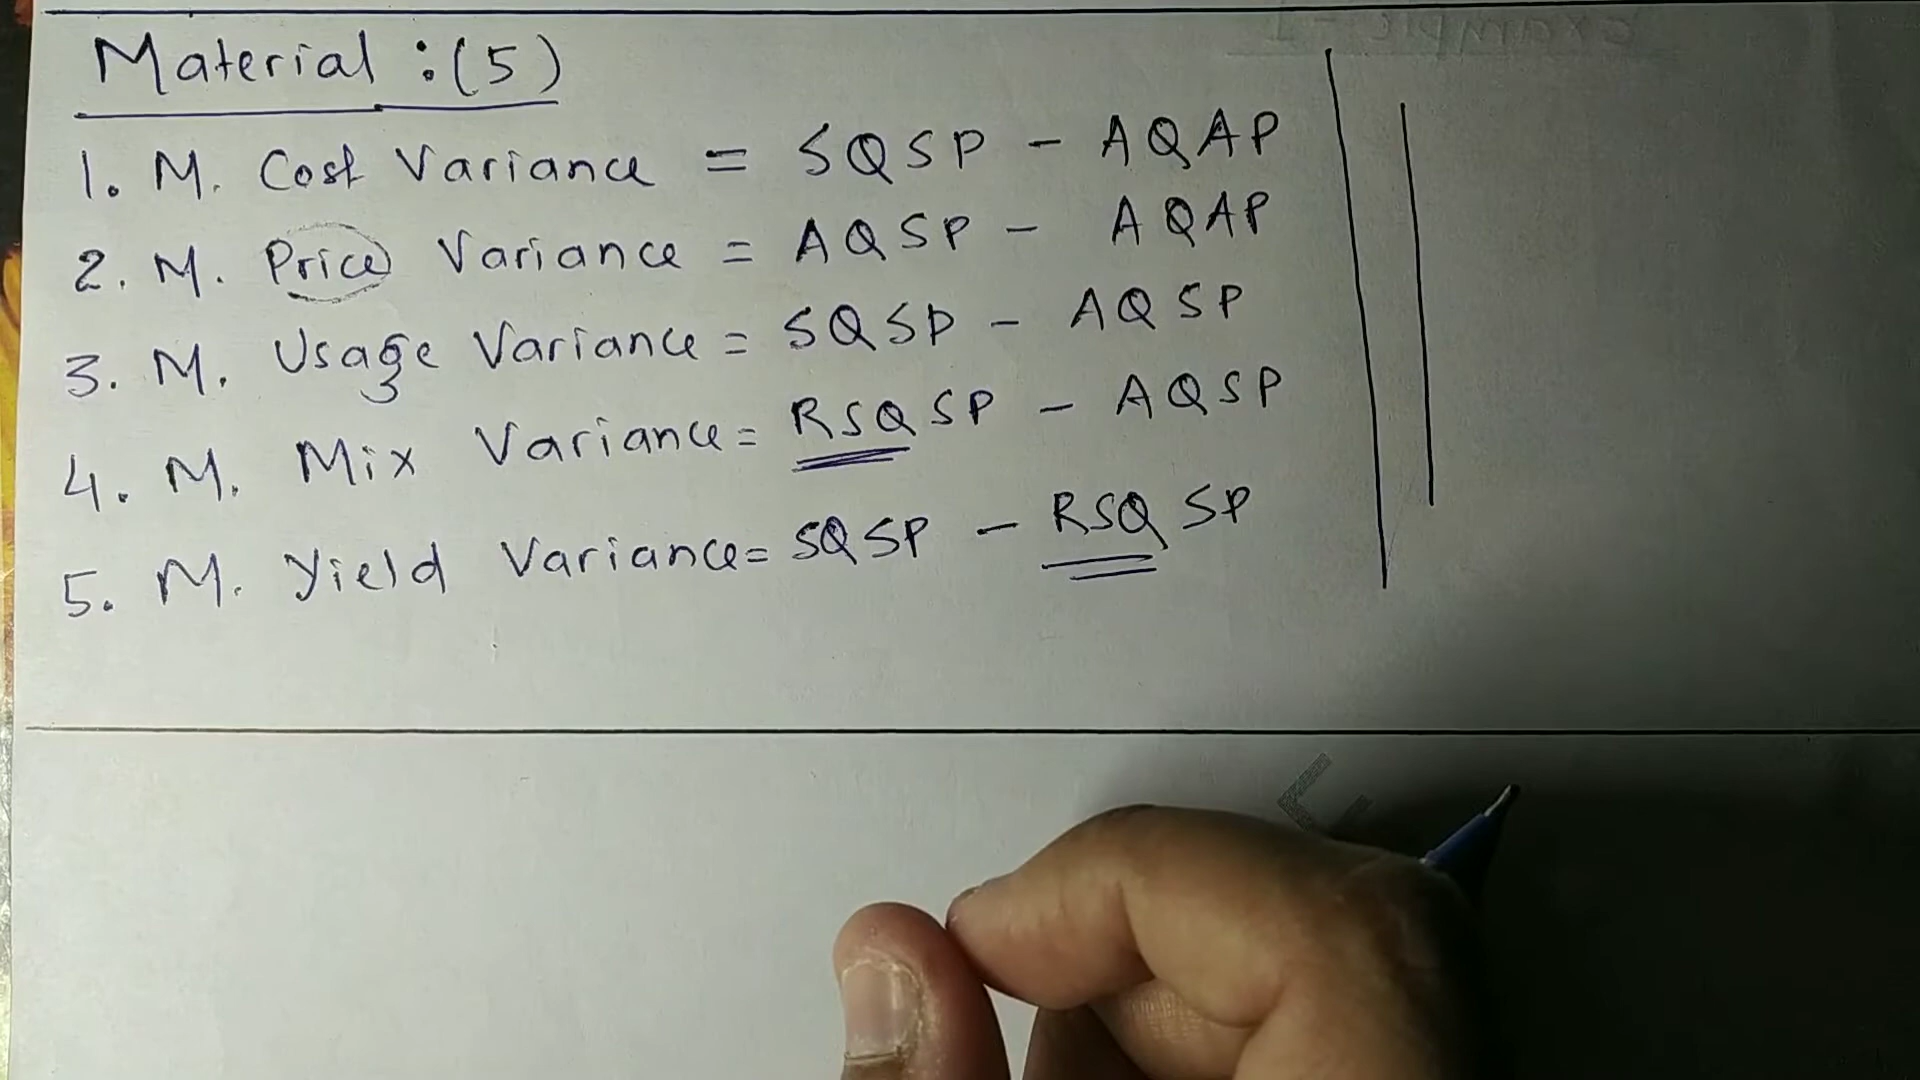 Material : (5)
1. M. Cost Variance = SQSP - AQAP
2. M. Price Variance = AQSP - AQAP
3. M. Usage Variance = SQSP - AQSP
4. M. Mix Variance = RSQSP - AQSP
5. M. Yield Variance = SQSP - RSQSP